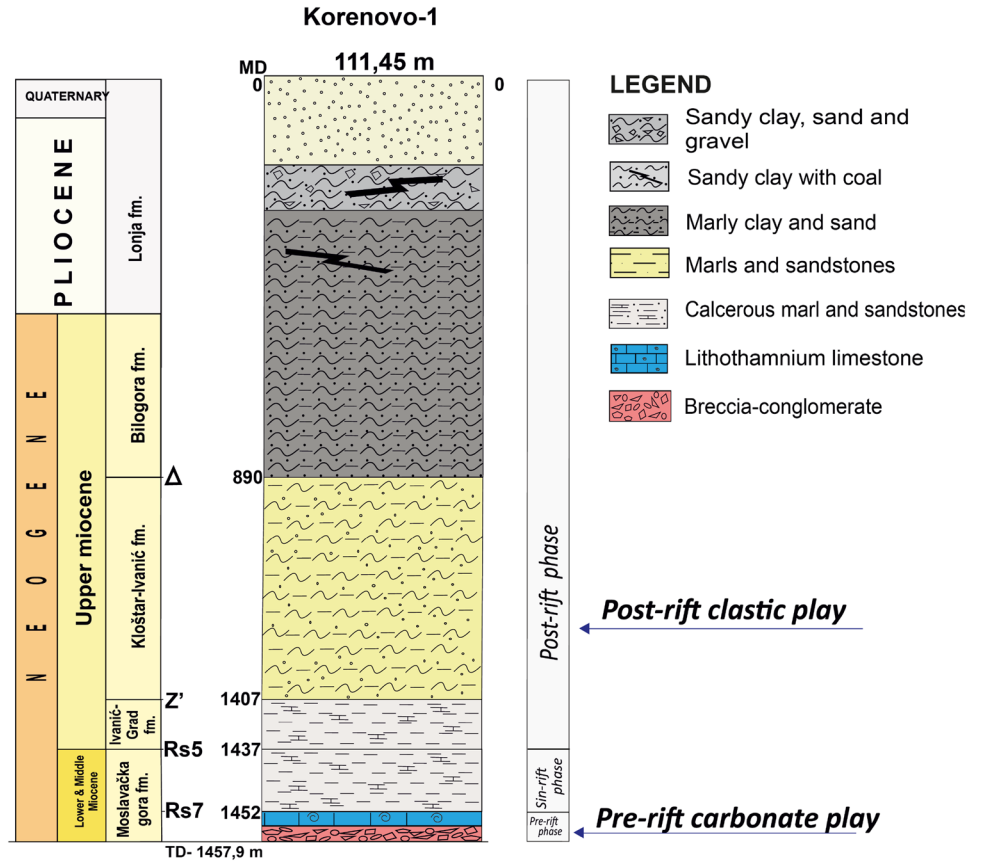 Korenovo-1
MD
111,45 m
0
0
QUATERNARY
PLIOCENE
NEOGENE
Upper miocene
Lower & Middle
Miocene
Lonja fm.
Bilogora fm.
Kloštar-Ivanić fm.
Ivanić-
Grad
fm.
Moslavačka
gora fm.
Δ
890
Z’
1407
Rs5
1437
Rs7
1452
TD- 1457,9 m
Post-rift phase
Sin-rift
phase
Pre-rift
phase
LEGEND
Sandy clay, sand and
gravel
Sandy clay with coal
Marly clay and sand
Marls and sandstones
Calcerous marl and sandstones
Lithothamnium limestone
Breccia-conglomerate
Post-rift clastic play
Pre-rift carbonate play